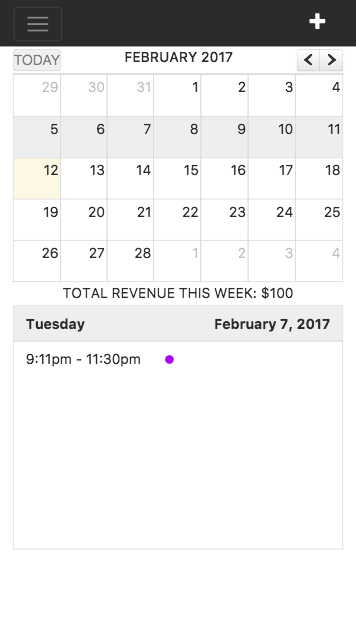 TODAY FEBRUARY 2017
29 30 31 1 2 3 4
5 6 7 8 9 10 11
12 13 14 15 16 17 18
19 20 21 22 23 24 25
26 27 28 1 2 3 4
TOTAL REVENUE THIS WEEK: $100
Tuesday February 7, 2017
9:11pm - 11:30pm